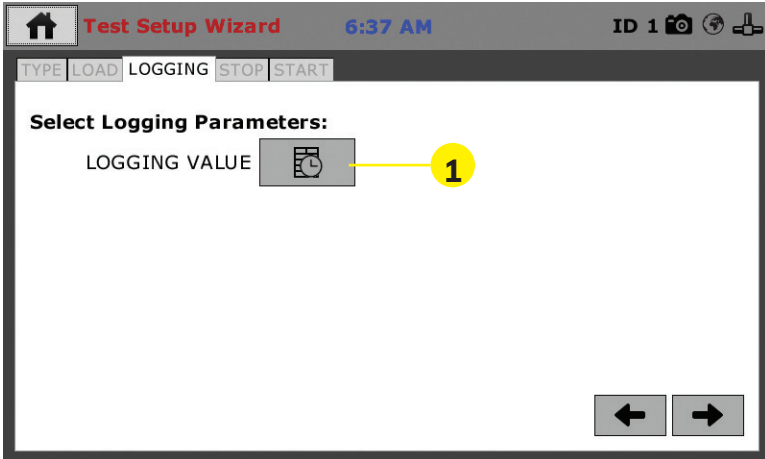 Test Setup Wizard 6:37 AM ID 1
TYPE LOAD LOGGING STOP START
Select Logging Parameters:
LOGGING VALUE 1